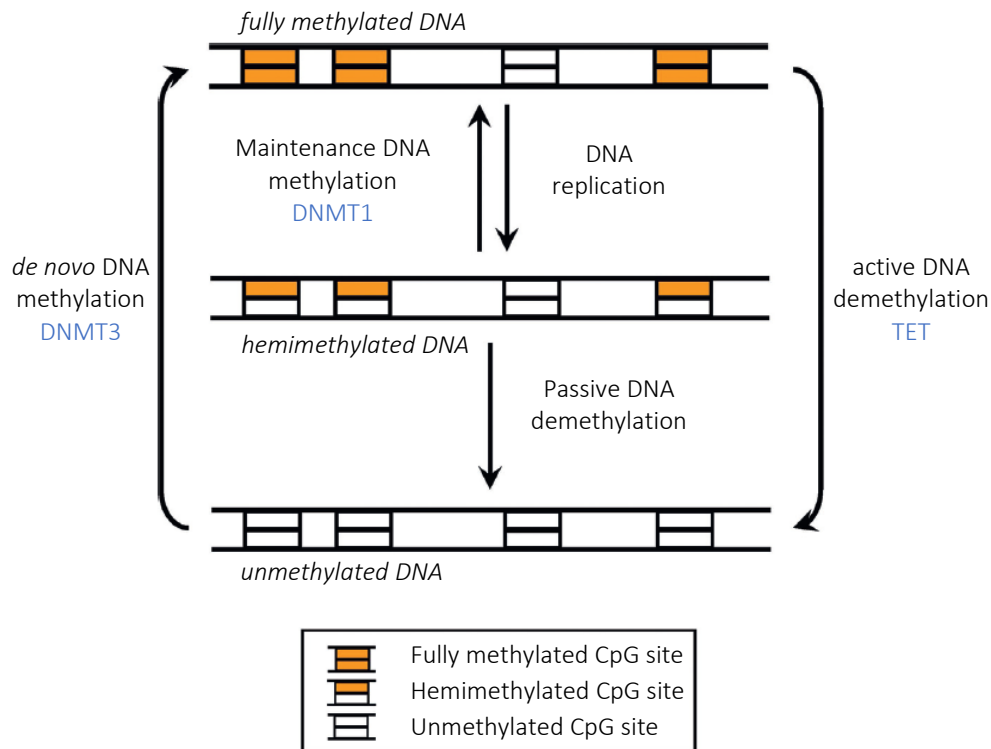 fully methylated DNA
Maintenance DNA
methylation
DNMT1
DNA
replication
de novo DNA
methylation
DNMT3
active DNA
demethylation
TET
hemimethylated DNA
Passive DNA
demethylation
unmethylated DNA
Fully methylated CpG site
Hemimethylated CpG site
Unmethylated CpG site